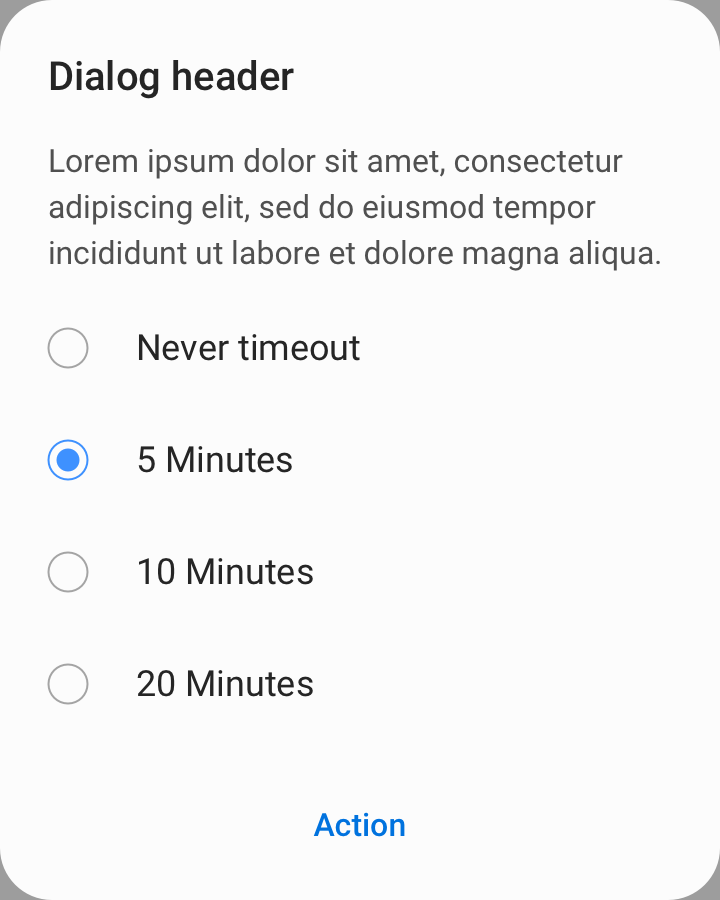 Dialog header
Lorem ipsum dolor sit amet, consectetur
adipiscing elit, sed do eiusmod tempor
incididunt ut labore et dolore magna aliqua.
Never timeout
5 Minutes
10 Minutes
20 Minutes
Action